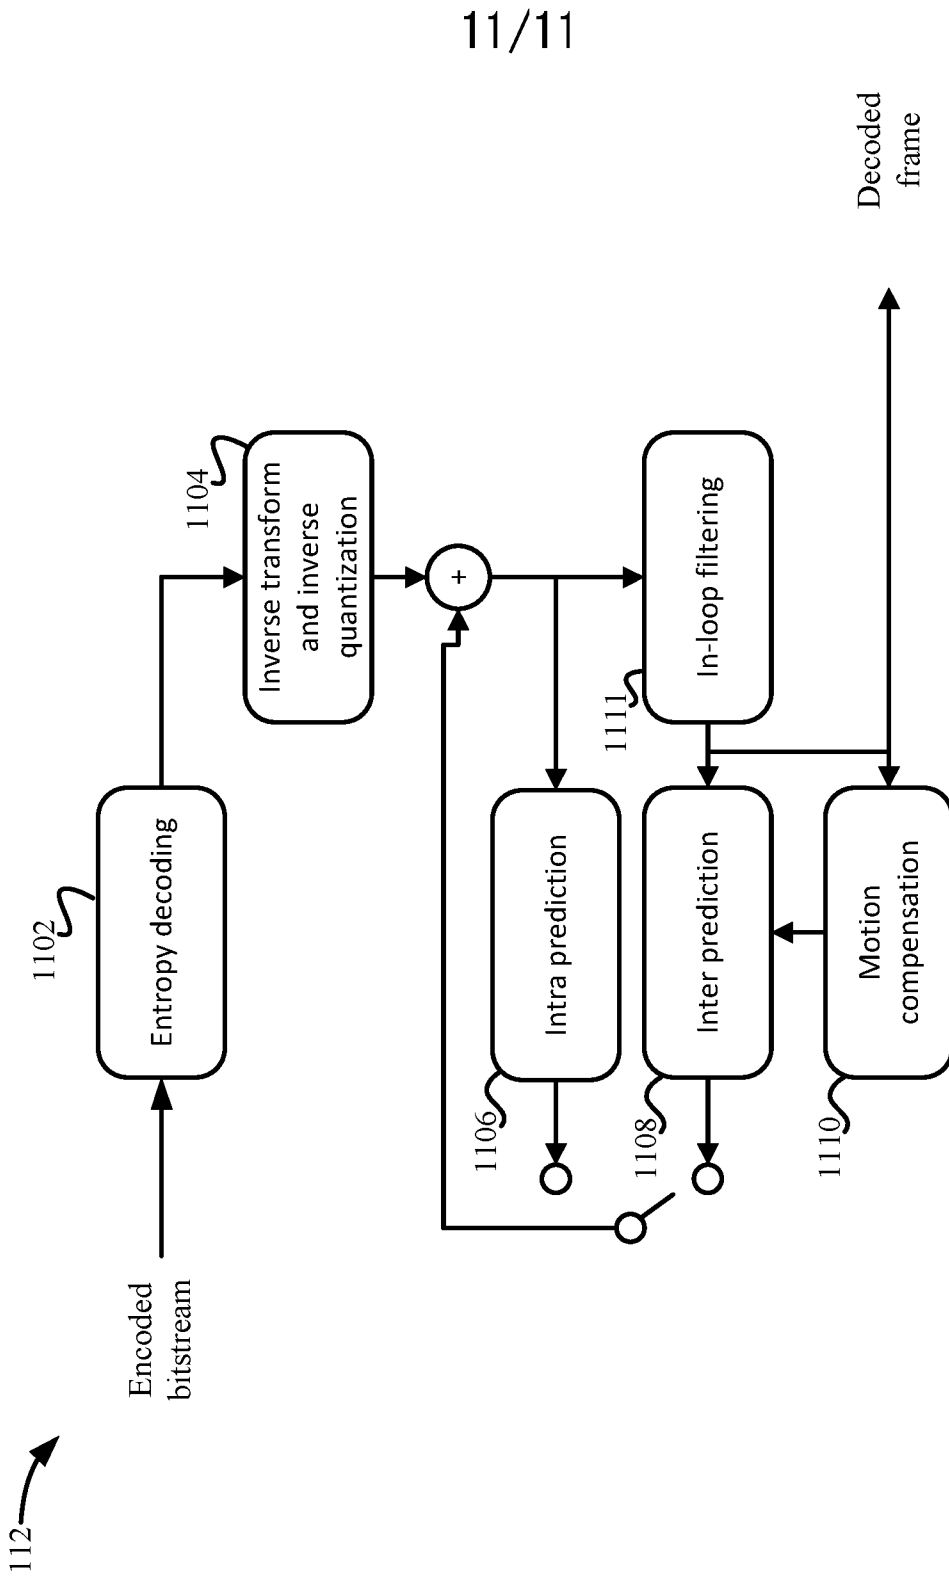 11/11
112
Encoded
bitstream
1102
Entropy decoding
1104
Inverse transform
and inverse
quantization
+
1106
Intra prediction
1108
Inter prediction
1110
Motion
compensation
1111
In-loop filtering
Decoded
frame